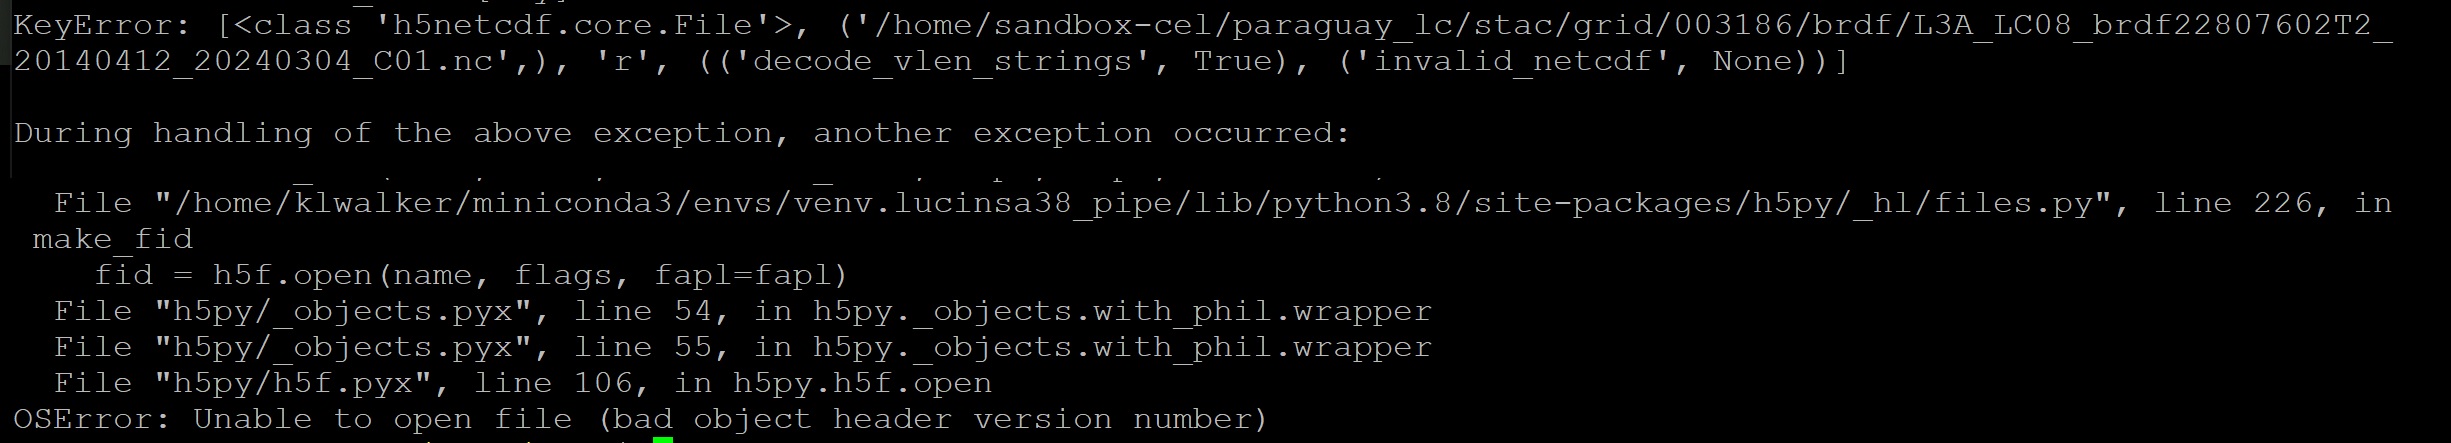 KeyError: [<class 'h5netcdf.core.File'>, ('/home/sandbox-cel/paraguay_lc/stac/grid/003186/brdf/L3A_LC08_brdf22807602T2_
20140412_20240304_C01.nc',), 'r', (('decode_vlen_strings', True), ('invalid_netcdf', None))]
During handling of the above exception, another exception occurred:
File "/home/klwalker/miniconda3/envs/venv.lucinsa38_pipe/lib/python3.8/site-packages/h5py/_hl/files.py", line 226, in
make_fid
fid = h5f.open(name, flags, fapl=fapl)
File "h5py/_objects.pyx", line 54, in h5py._objects.with_phil.wrapper
File "h5py/_objects.pyx", line 55, in h5py._objects.with_phil.wrapper
File "h5py/h5f.pyx", line 106, in h5py.h5f.open
OSError: Unable to open file (bad object header version number)